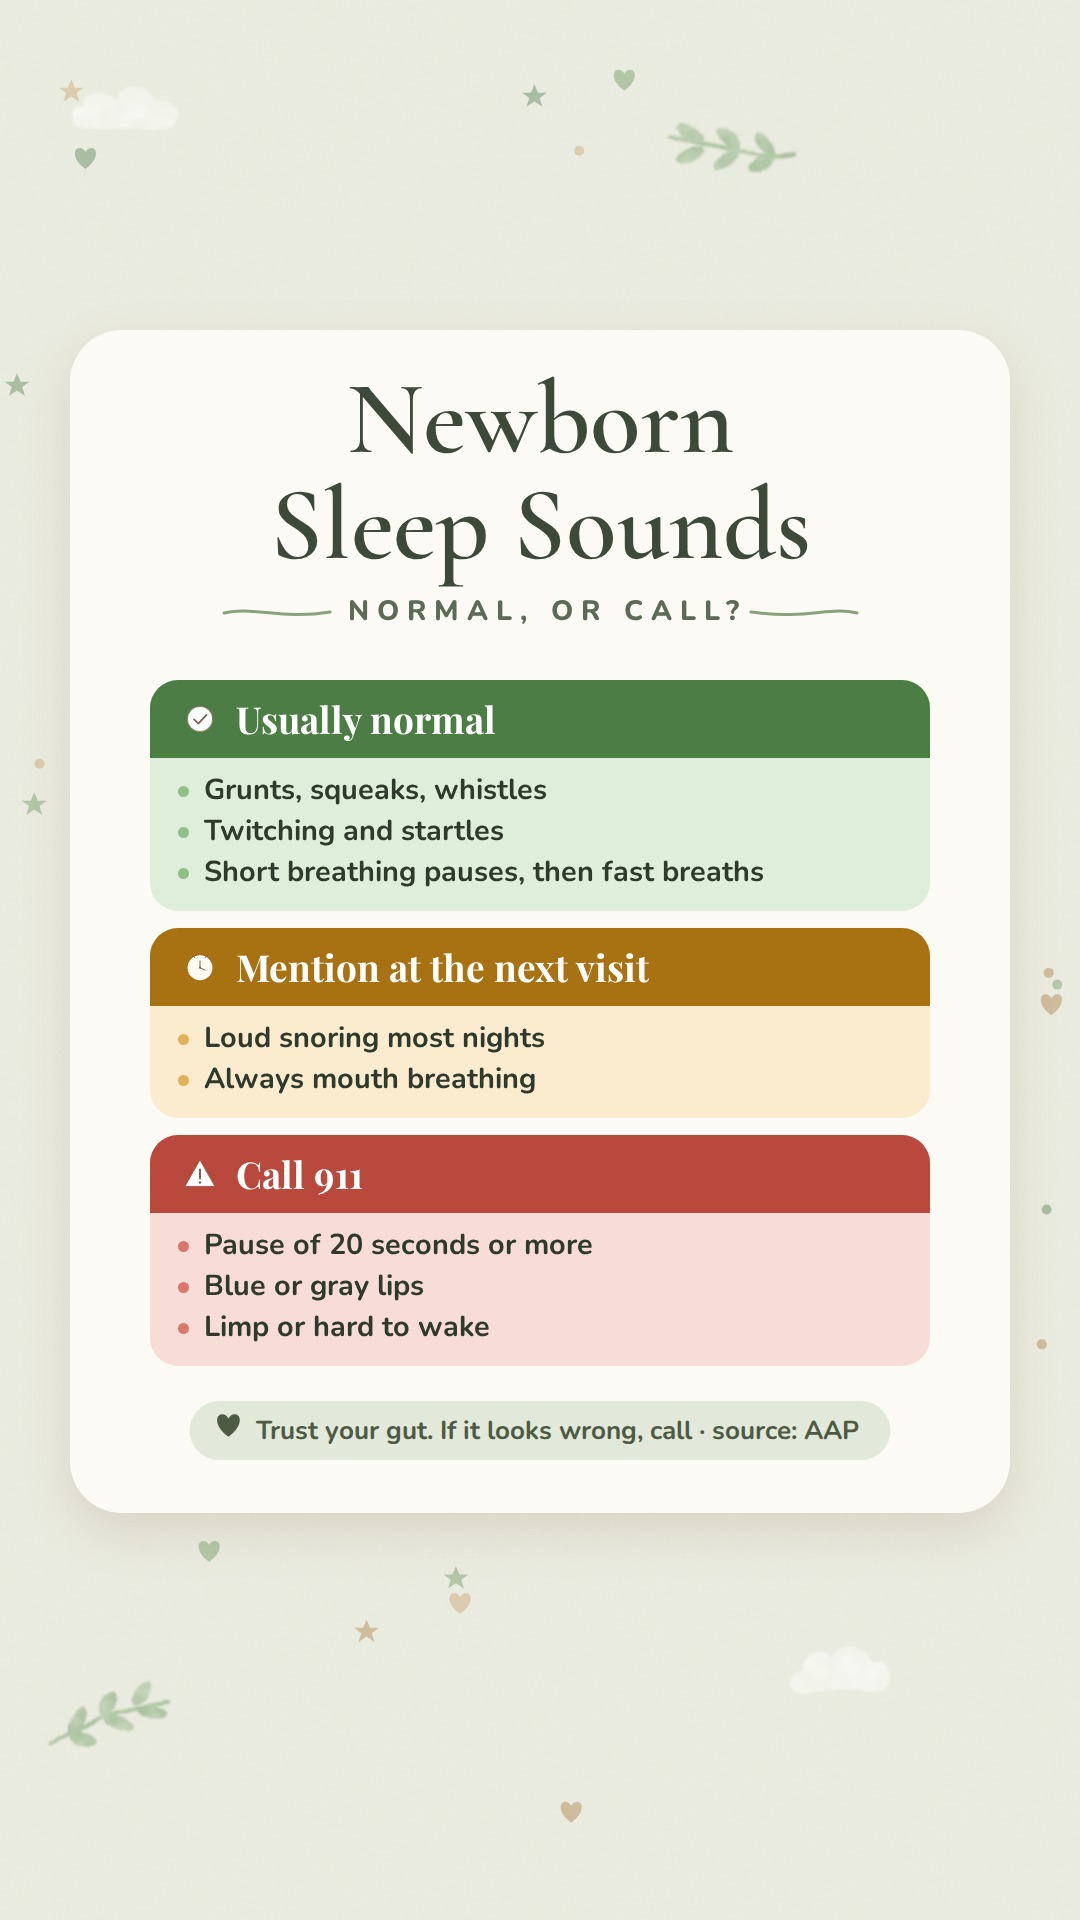 Newborn
Sleep Sounds
NORMAL, OR CALL?
Usually normal
Grunts, squeaks, whistles
Twitching and startles
Short breathing pauses, then fast breaths
Mention at the next visit
Loud snoring most nights
Always mouth breathing
Call 911
Pause of 20 seconds or more
Blue or gray lips
Limp or hard to wake
Trust your gut. If it looks wrong, call · source: AAP